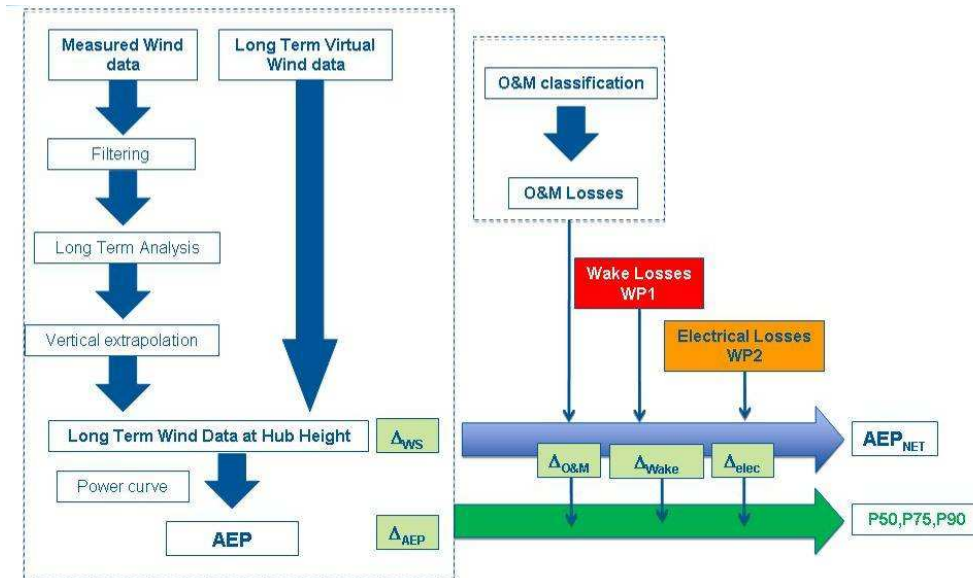 Measured Wind
data
Long Term Virtual
Wind data
Filtering
Long Term Analysis
Vertical extrapolation
Long Term Wind Data at Hub Height
ΔWS
Power curve
AEP
ΔAEP
O&M classification
O&M Losses
Wake Losses
WP1
Electrical Losses
WP2
AEPNET
ΔO&M
ΔWake
Δelec
P50,P75,P90